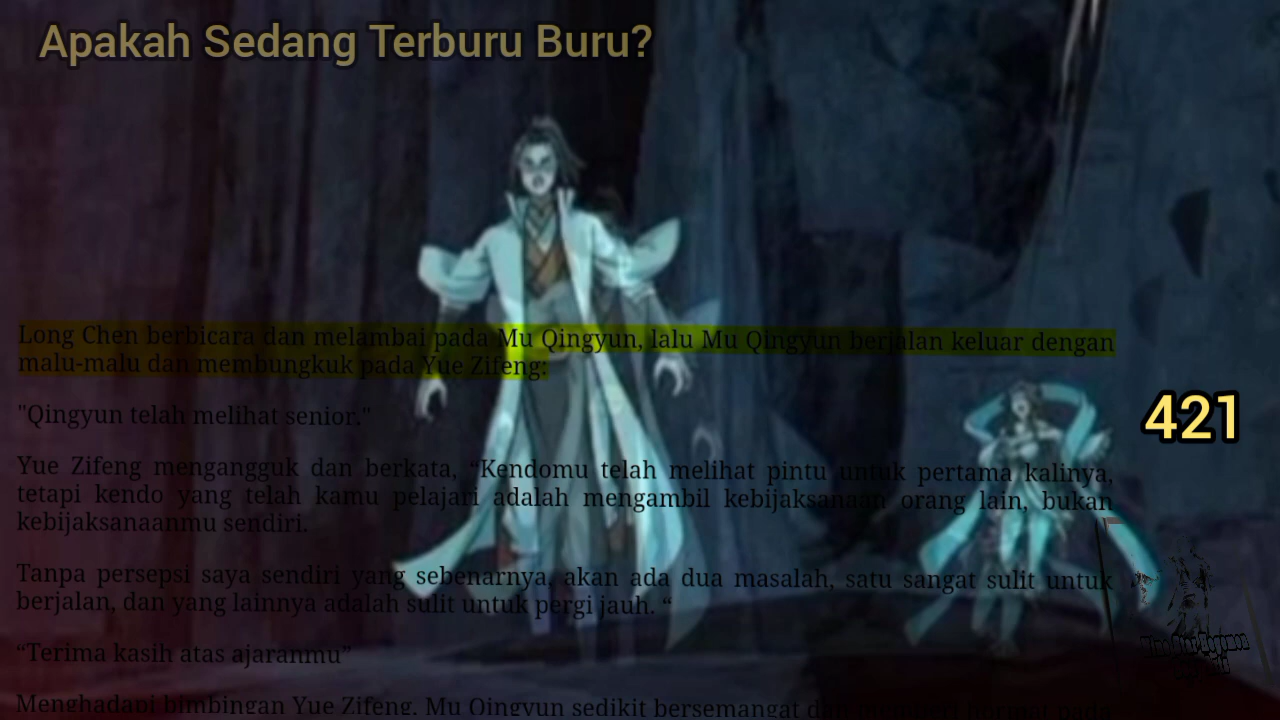 Apakah Sedang Terburu Buru?
Long Chen berbicara dan melambai pada Mu Qingyun, lalu Mu Qingyun berjalan keluar dengan
malu-malu dan membungkuk pada Yue Zifeng:
421
"Qingyun telah melihat senior."
Yue Zifeng mengangguk dan berkata, “Kendomu telah melihat pintu untuk pertama kalinya,
tetapi kendo yang telah kamu pelajari adalah mengambil kebijaksanaan orang lain, bukan
kebijaksanaanmu sendiri.
Tanpa persepsi saya sendiri yang sebenarnya, akan ada dua masalah, satu sangat sulit untuk
berjalan, dan yang lainnya adalah sulit untuk pergi jauh. “
“Terima kasih atas ajaranmu”
Menghadapi bimbingan Yue Zifeng, Mu Qingyun sedikit bersemangat dan memberi hormat pada